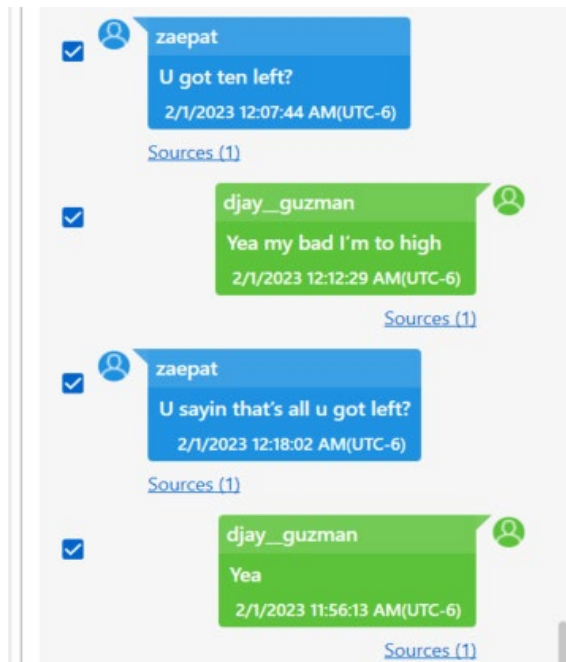 zaepat
U got ten left?
2/1/2023 12:07:44 AM(UTC-6)
Sources (1)
djay__guzman
Yea my bad I'm to high
2/1/2023 12:12:29 AM(UTC-6)
Sources (1)
zaepat
U sayin that's all u got left?
2/1/2023 12:18:02 AM(UTC-6)
Sources (1)
djay__guzman
Yea
2/1/2023 11:56:13 AM(UTC-6)
Sources (1)